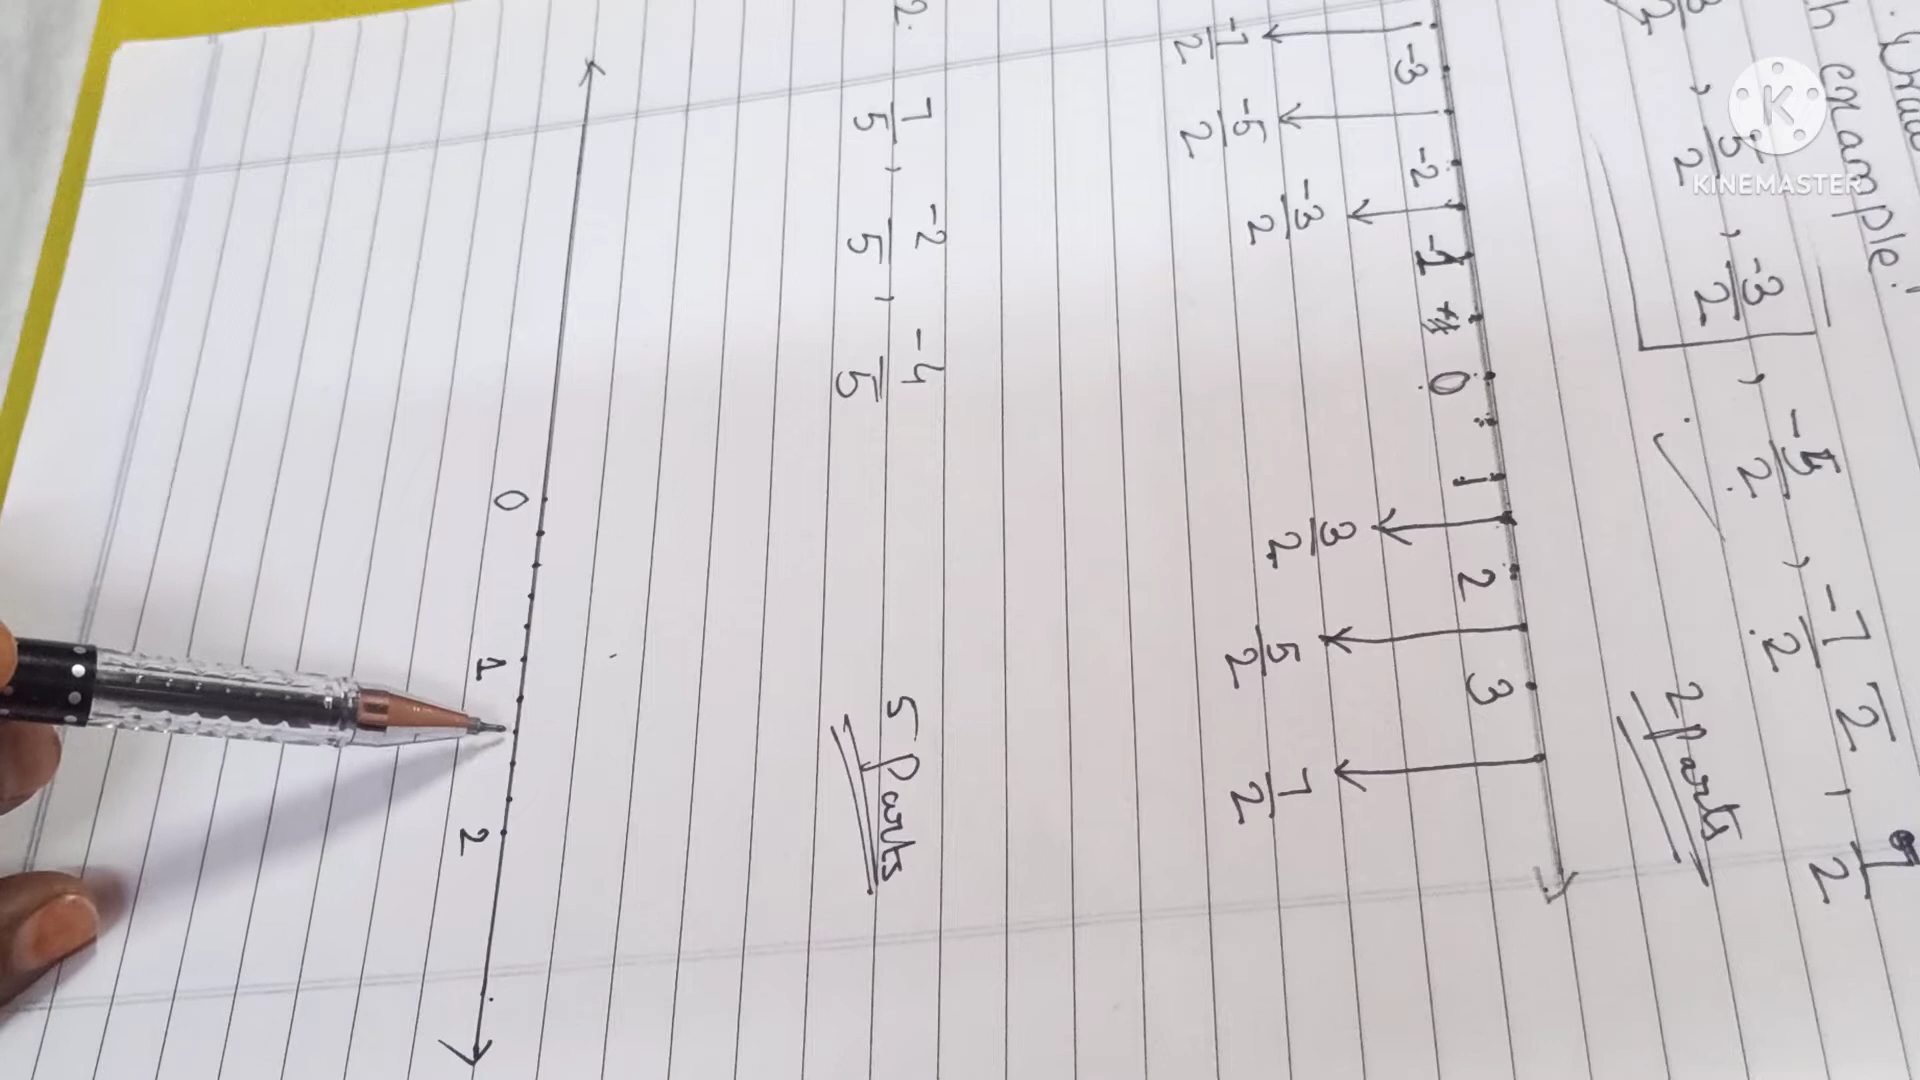 h example!
3/2, 5/2, -3/2, -5/2, -7/2, 7/2
2 parts
-3 -2 -1 0 1 2 3
-7/2 -5/2 -3/2 3/2 5/2 7/2
2. 7/5, -2/5, -4/5
5 parts
0 1 2
KINEMASTER